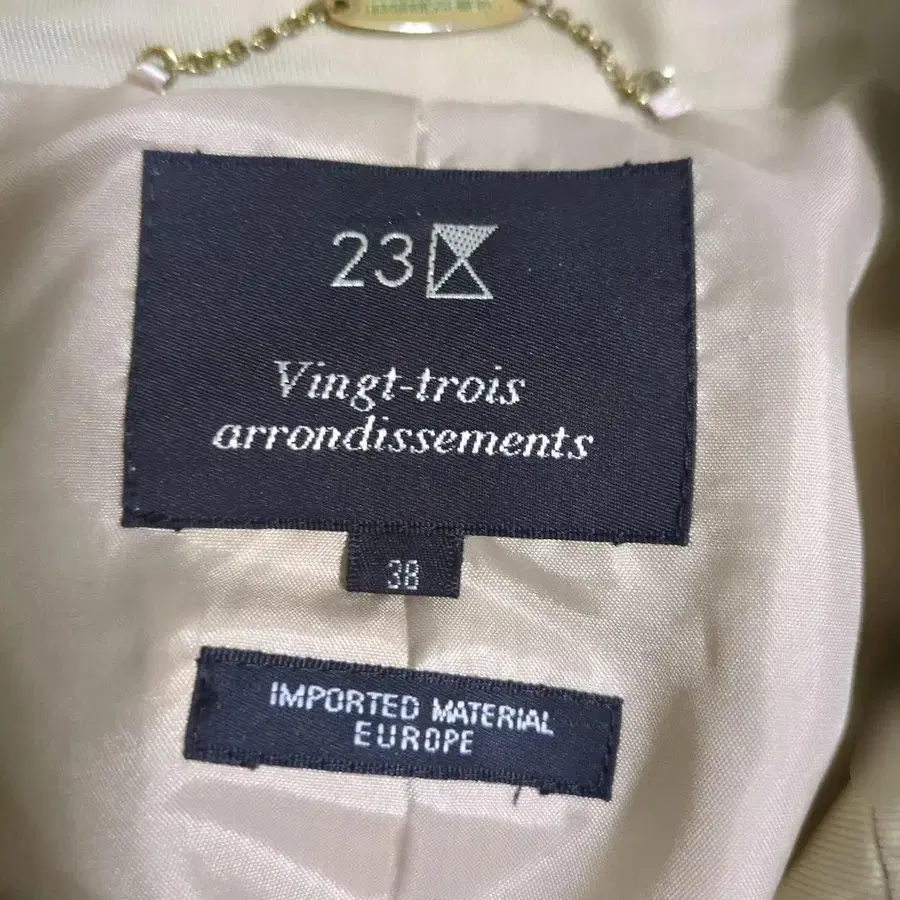 23
Vingt-trois
arrondissements
38
IMPORTED MATERIAL
EUROPE